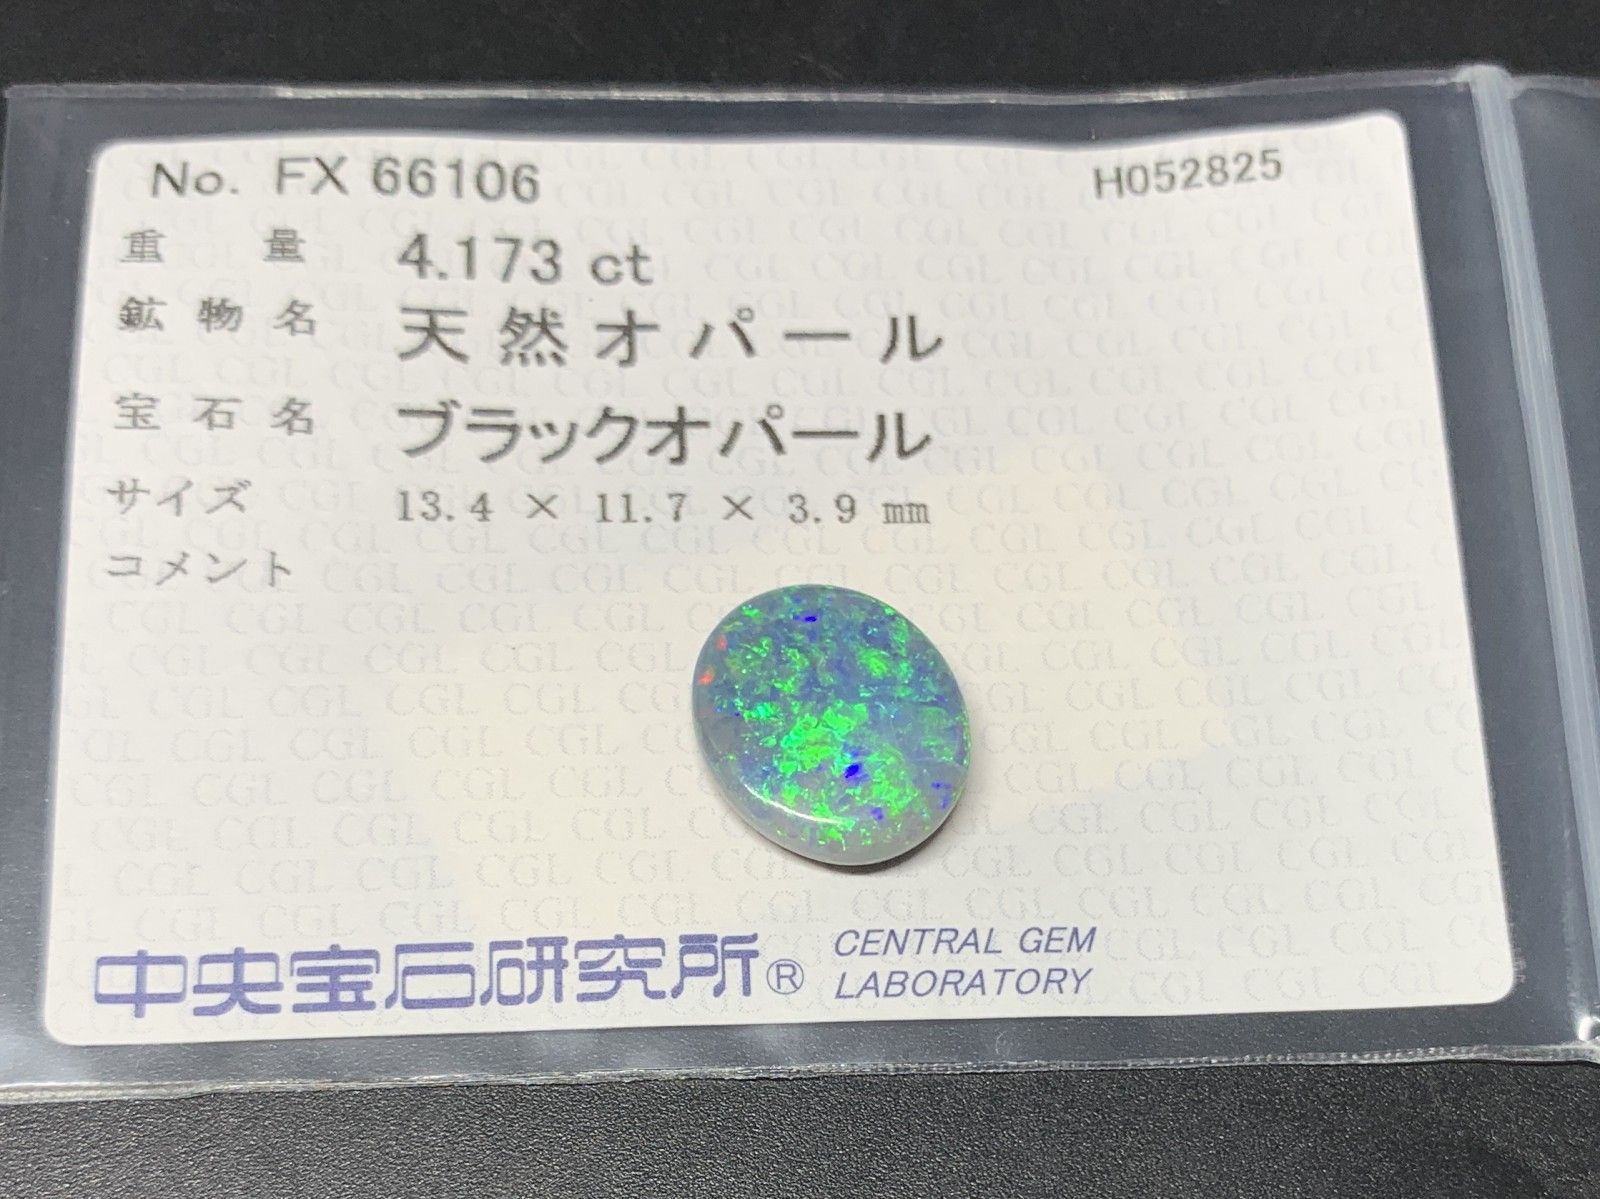 No. FX 66106 H052825
重量 4.173 ct
鉱物名 天然オパール
宝石名 ブラックオパール
サイズ 13.4 × 11.7 × 3.9 mm
コメント
中央宝石研究所® CENTRAL GEM
LABORATORY